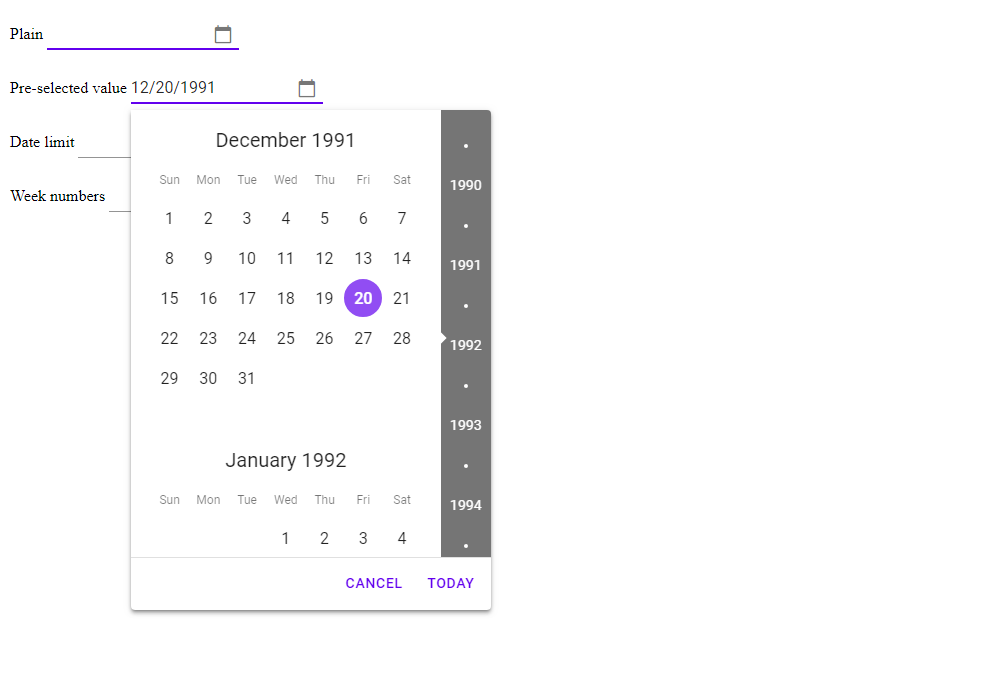 Plain
Pre-selected value 12/20/1991
Date limit
Week numbers
December 1991
Sun Mon Tue Wed Thu Fri Sat
1 2 3 4 5 6 7
8 9 10 11 12 13 14
15 16 17 18 19 20 21
22 23 24 25 26 27 28
29 30 31
January 1992
Sun Mon Tue Wed Thu Fri Sat
1 2 3 4
1990
1991
1992
1993
1994
CANCEL TODAY